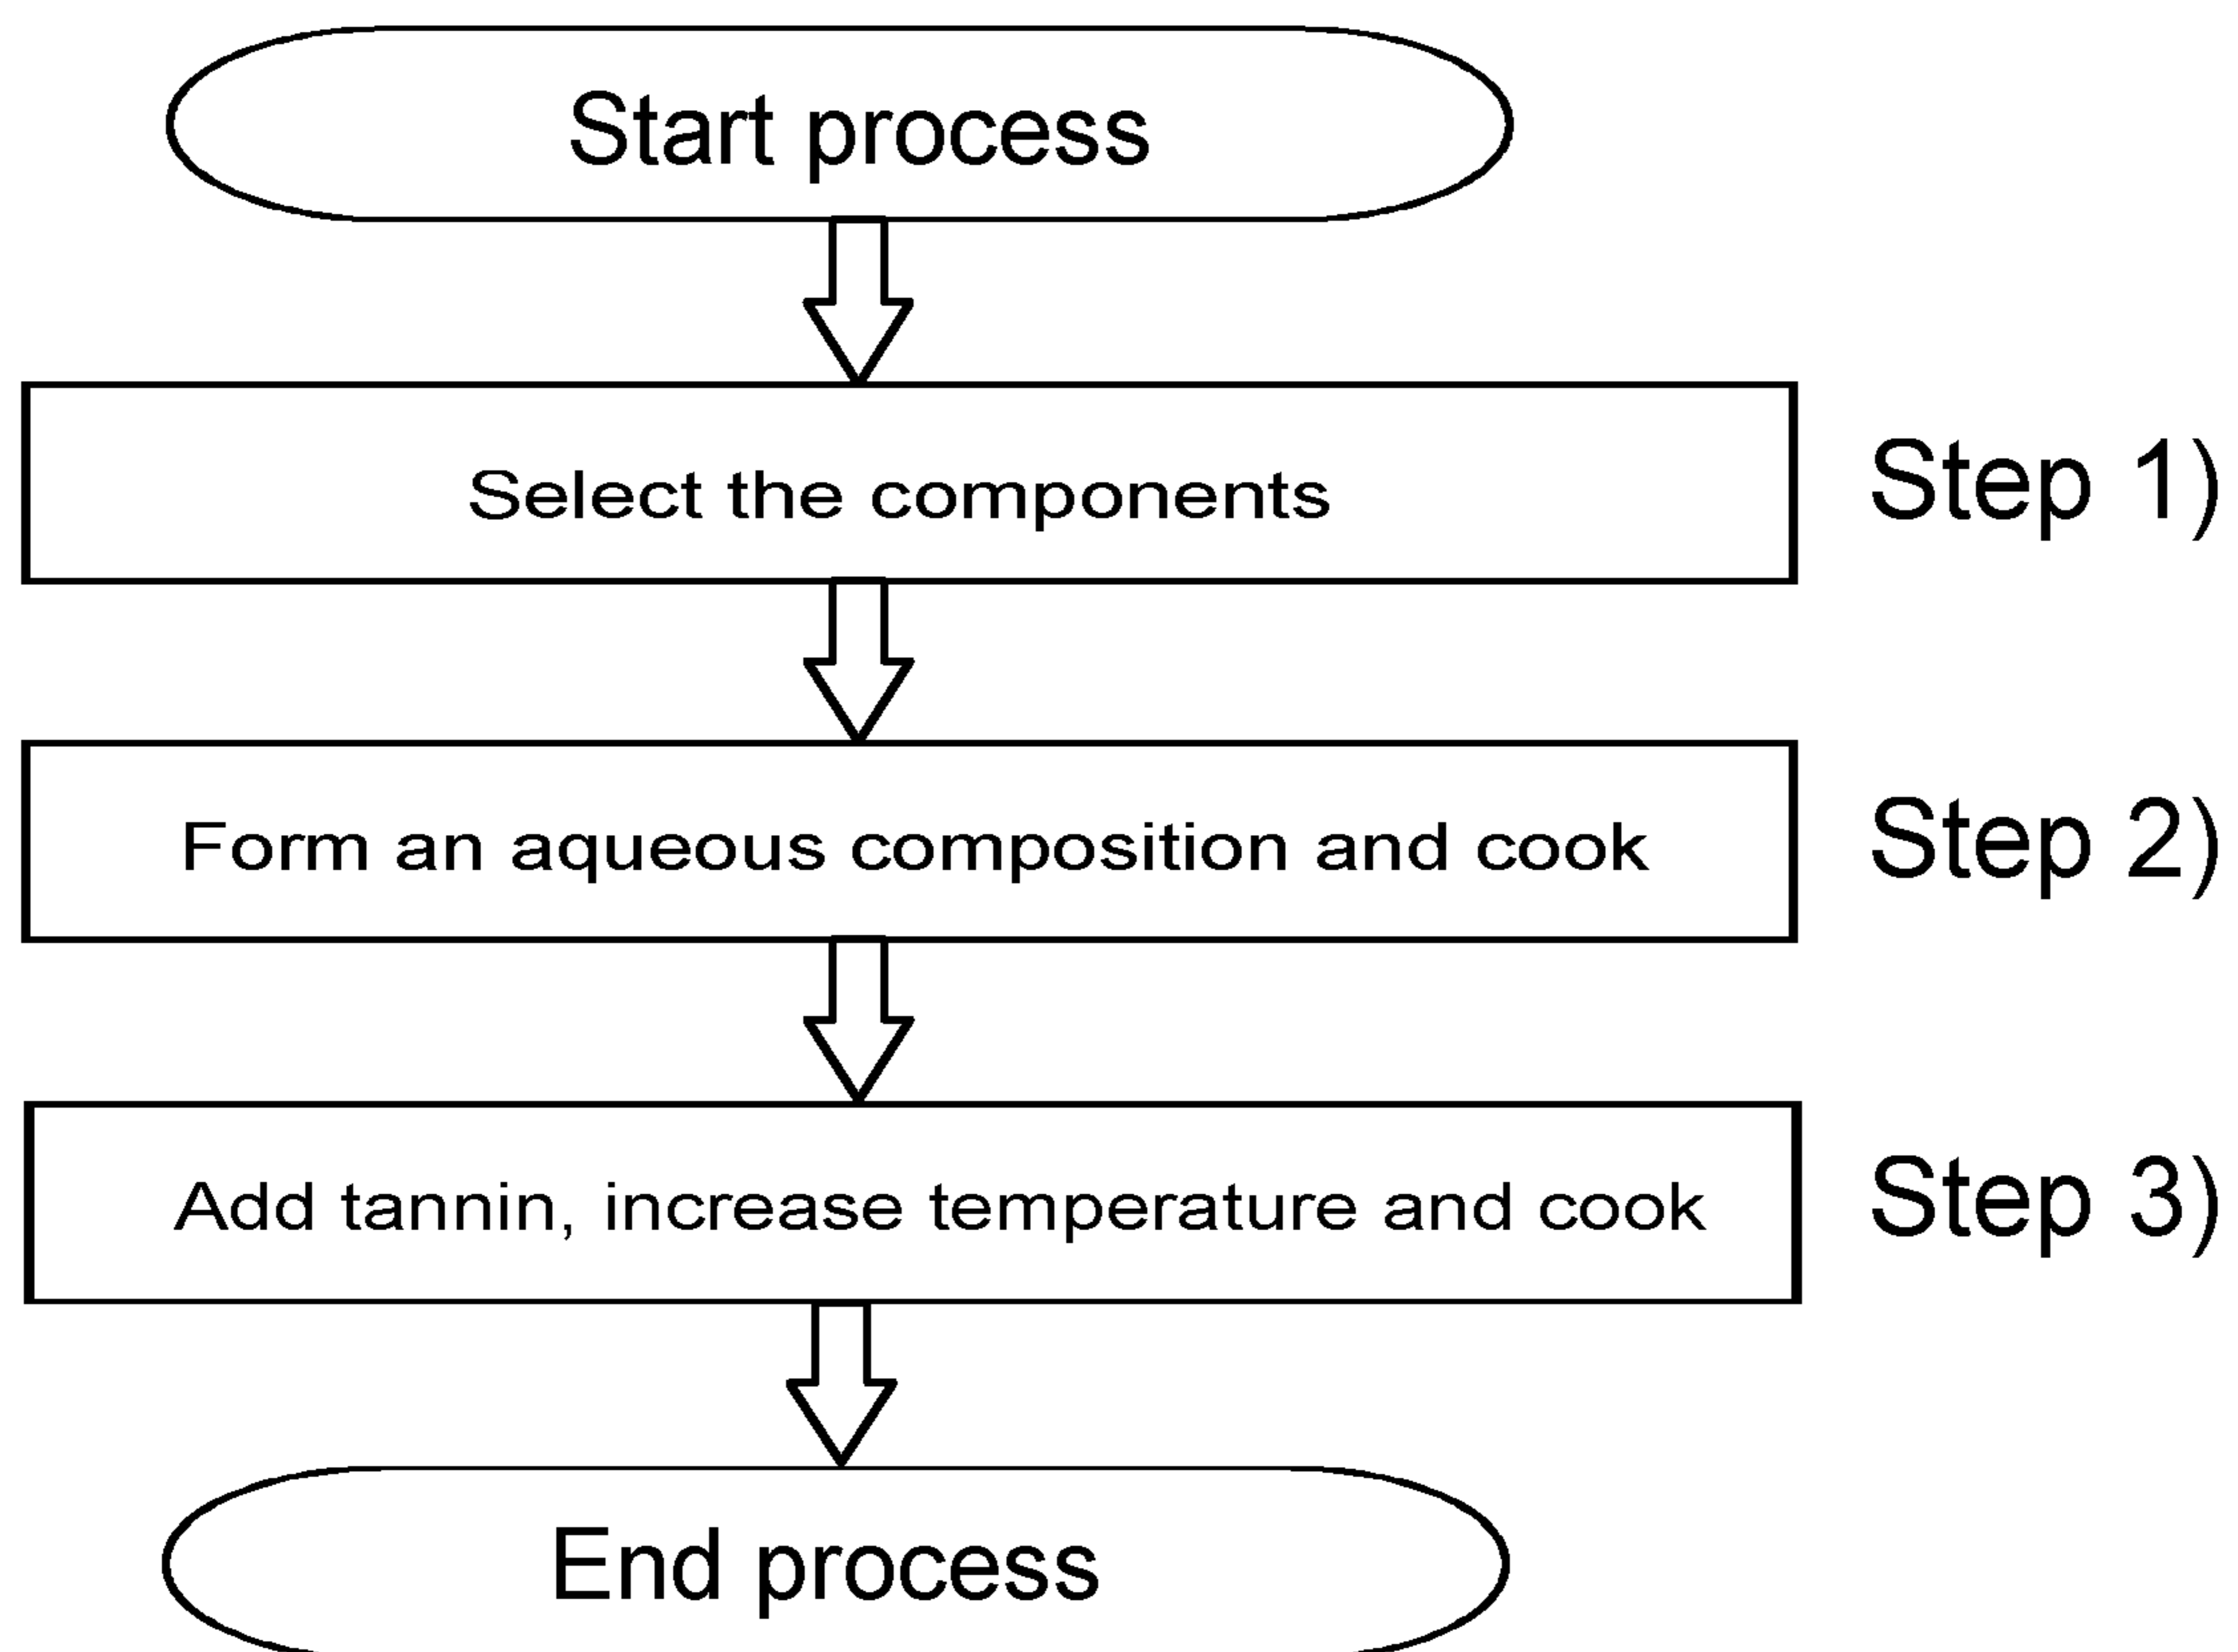 Start process
Select the components
Step 1)
Form an aqueous composition and cook
Step 2)
Add tannin, increase temperature and cook
Step 3)
End process